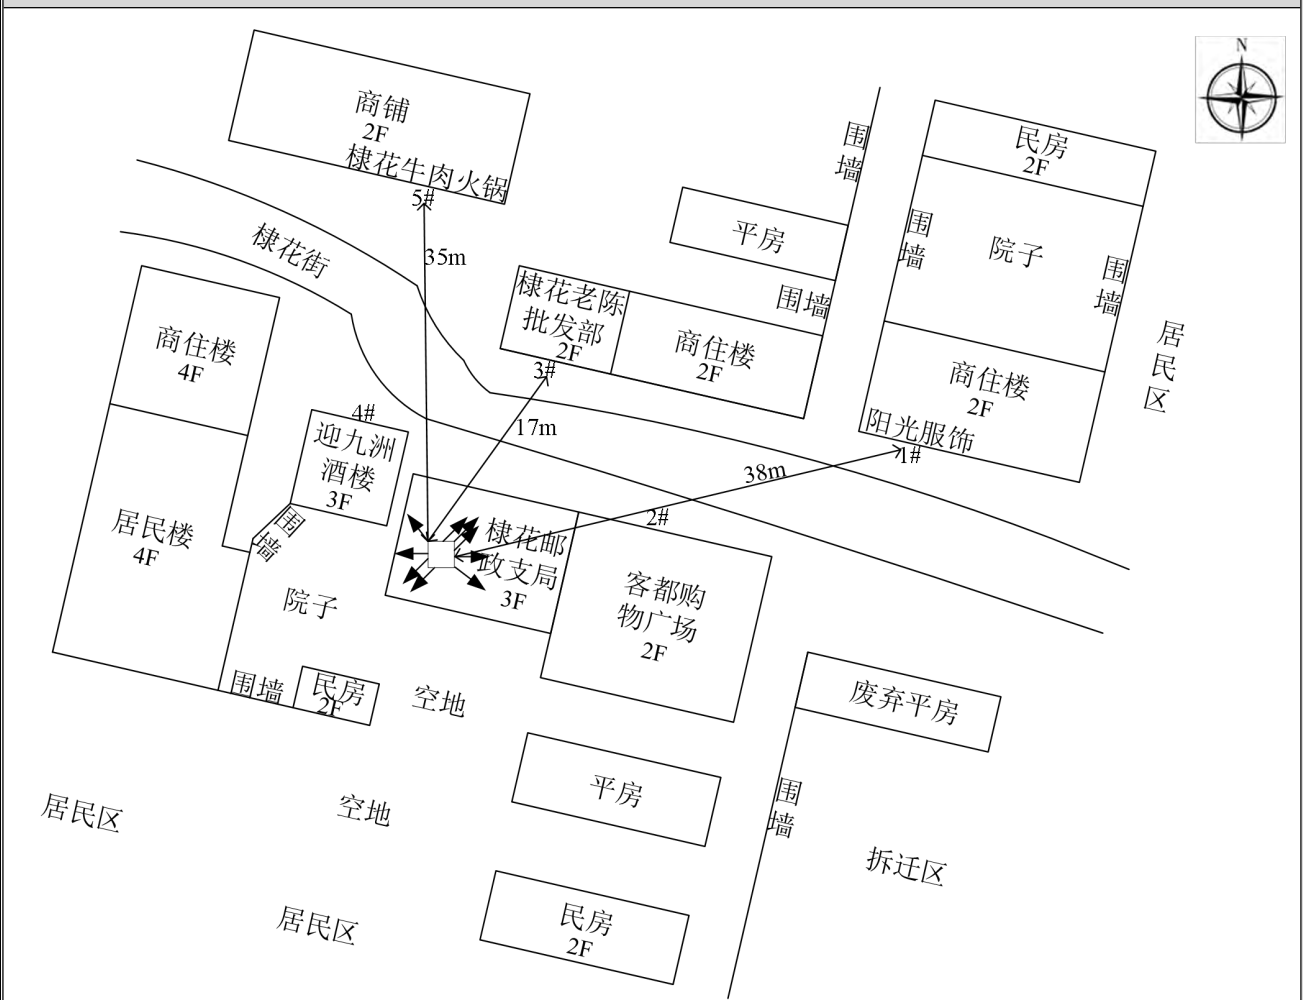 N
商铺
2F
棣花牛肉火锅
5#
35m
棣花街
围墙
民房
2F
平房
围墙
院子
围墙
围墙
居民区
棣花老陈
批发部
2F
3#
商住楼
2F
商住楼
2F
阳光服饰
1#
商住楼
4F
4#
迎九洲
酒楼
3F
17m
38m
2#
围墙
居民楼
4F
棣花邮
政支局
3F
客都购
物广场
2F
院子
围墙
民房
2F
空地
废弃平房
平房
围墙
居民区
空地
拆迁区
居民区
民房
2F